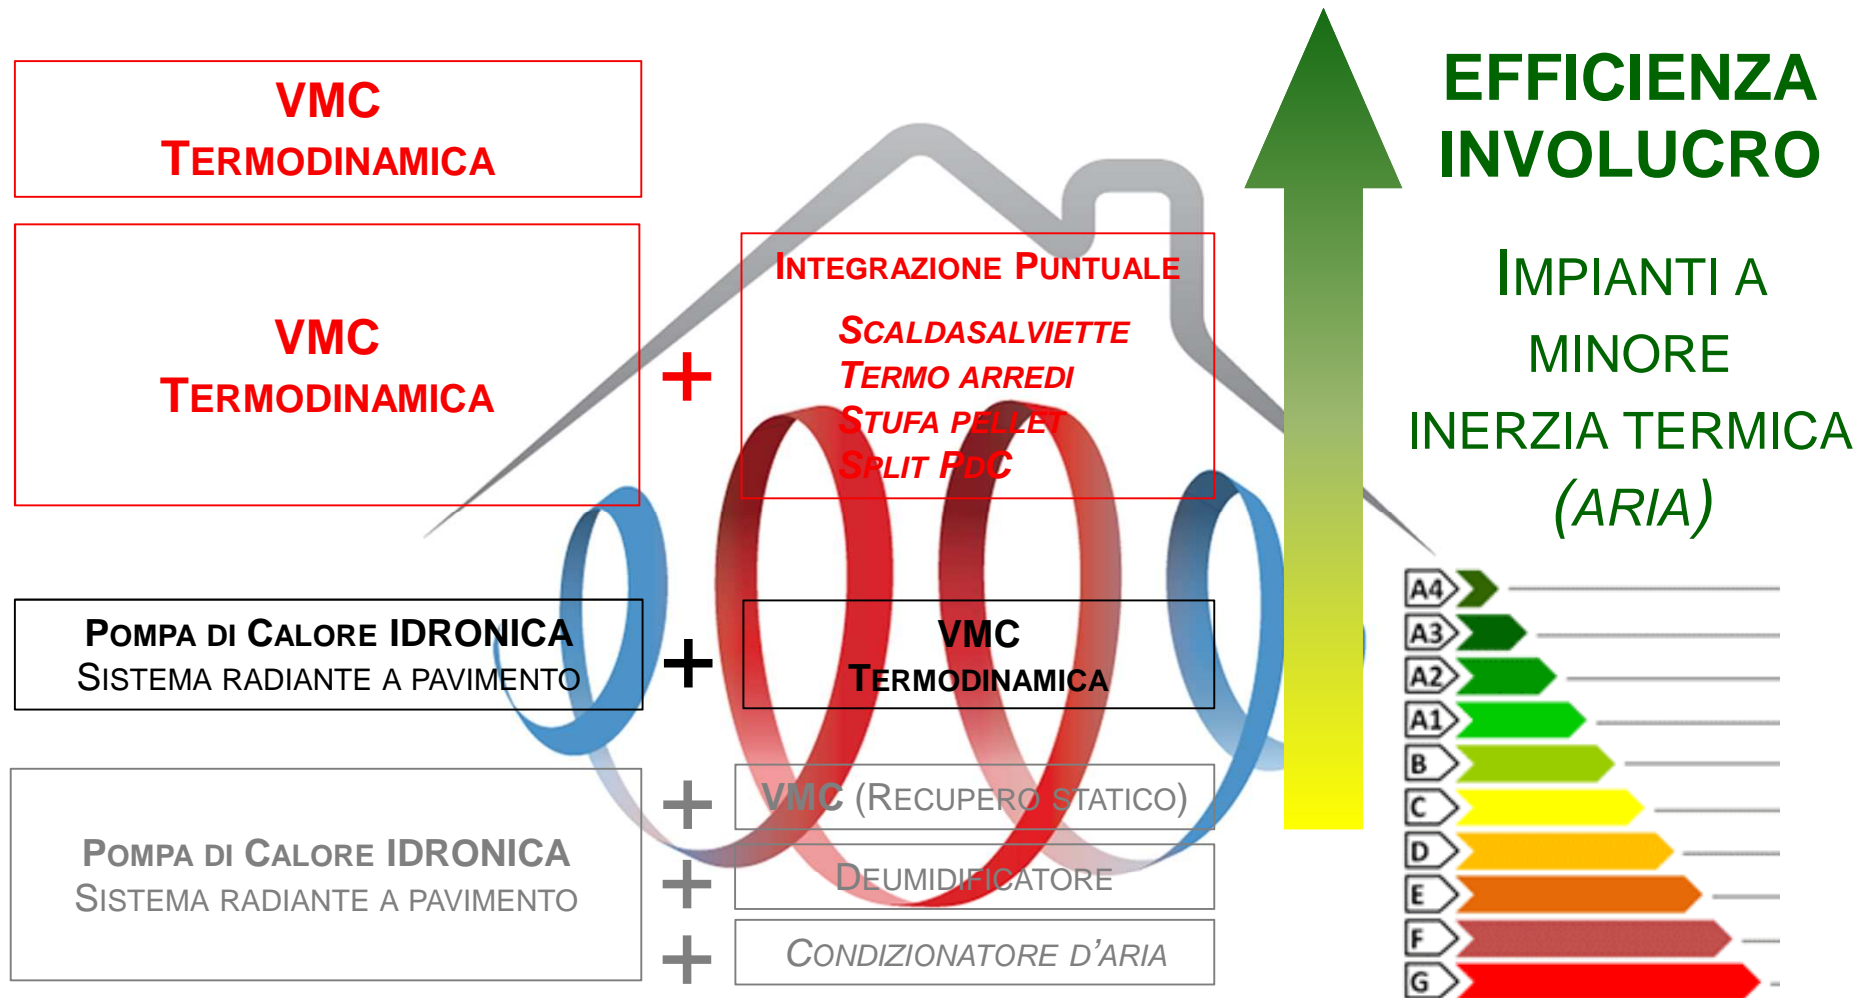 VMC
TERMODINAMICA
VMC
TERMODINAMICA
+
INTEGRAZIONE PUNTUALE
SCALDASALVIETTE
TERMO ARREDI
STUFA PELLET
SPLIT PDC
POMPA DI CALORE IDRONICA
SISTEMA RADIANTE A PAVIMENTO
+
VMC
TERMODINAMICA
POMPA DI CALORE IDRONICA
SISTEMA RADIANTE A PAVIMENTO
+
VMC (RECUPERO STATICO)
+
DEUMIDIFICATORE
+
CONDIZIONATORE D'ARIA
EFFICIENZA
INVOLUCRO
IMPIANTI A
MINORE
INERZIA TERMICA
(ARIA)
A4
A3
A2
A1
B
C
D
E
F
G